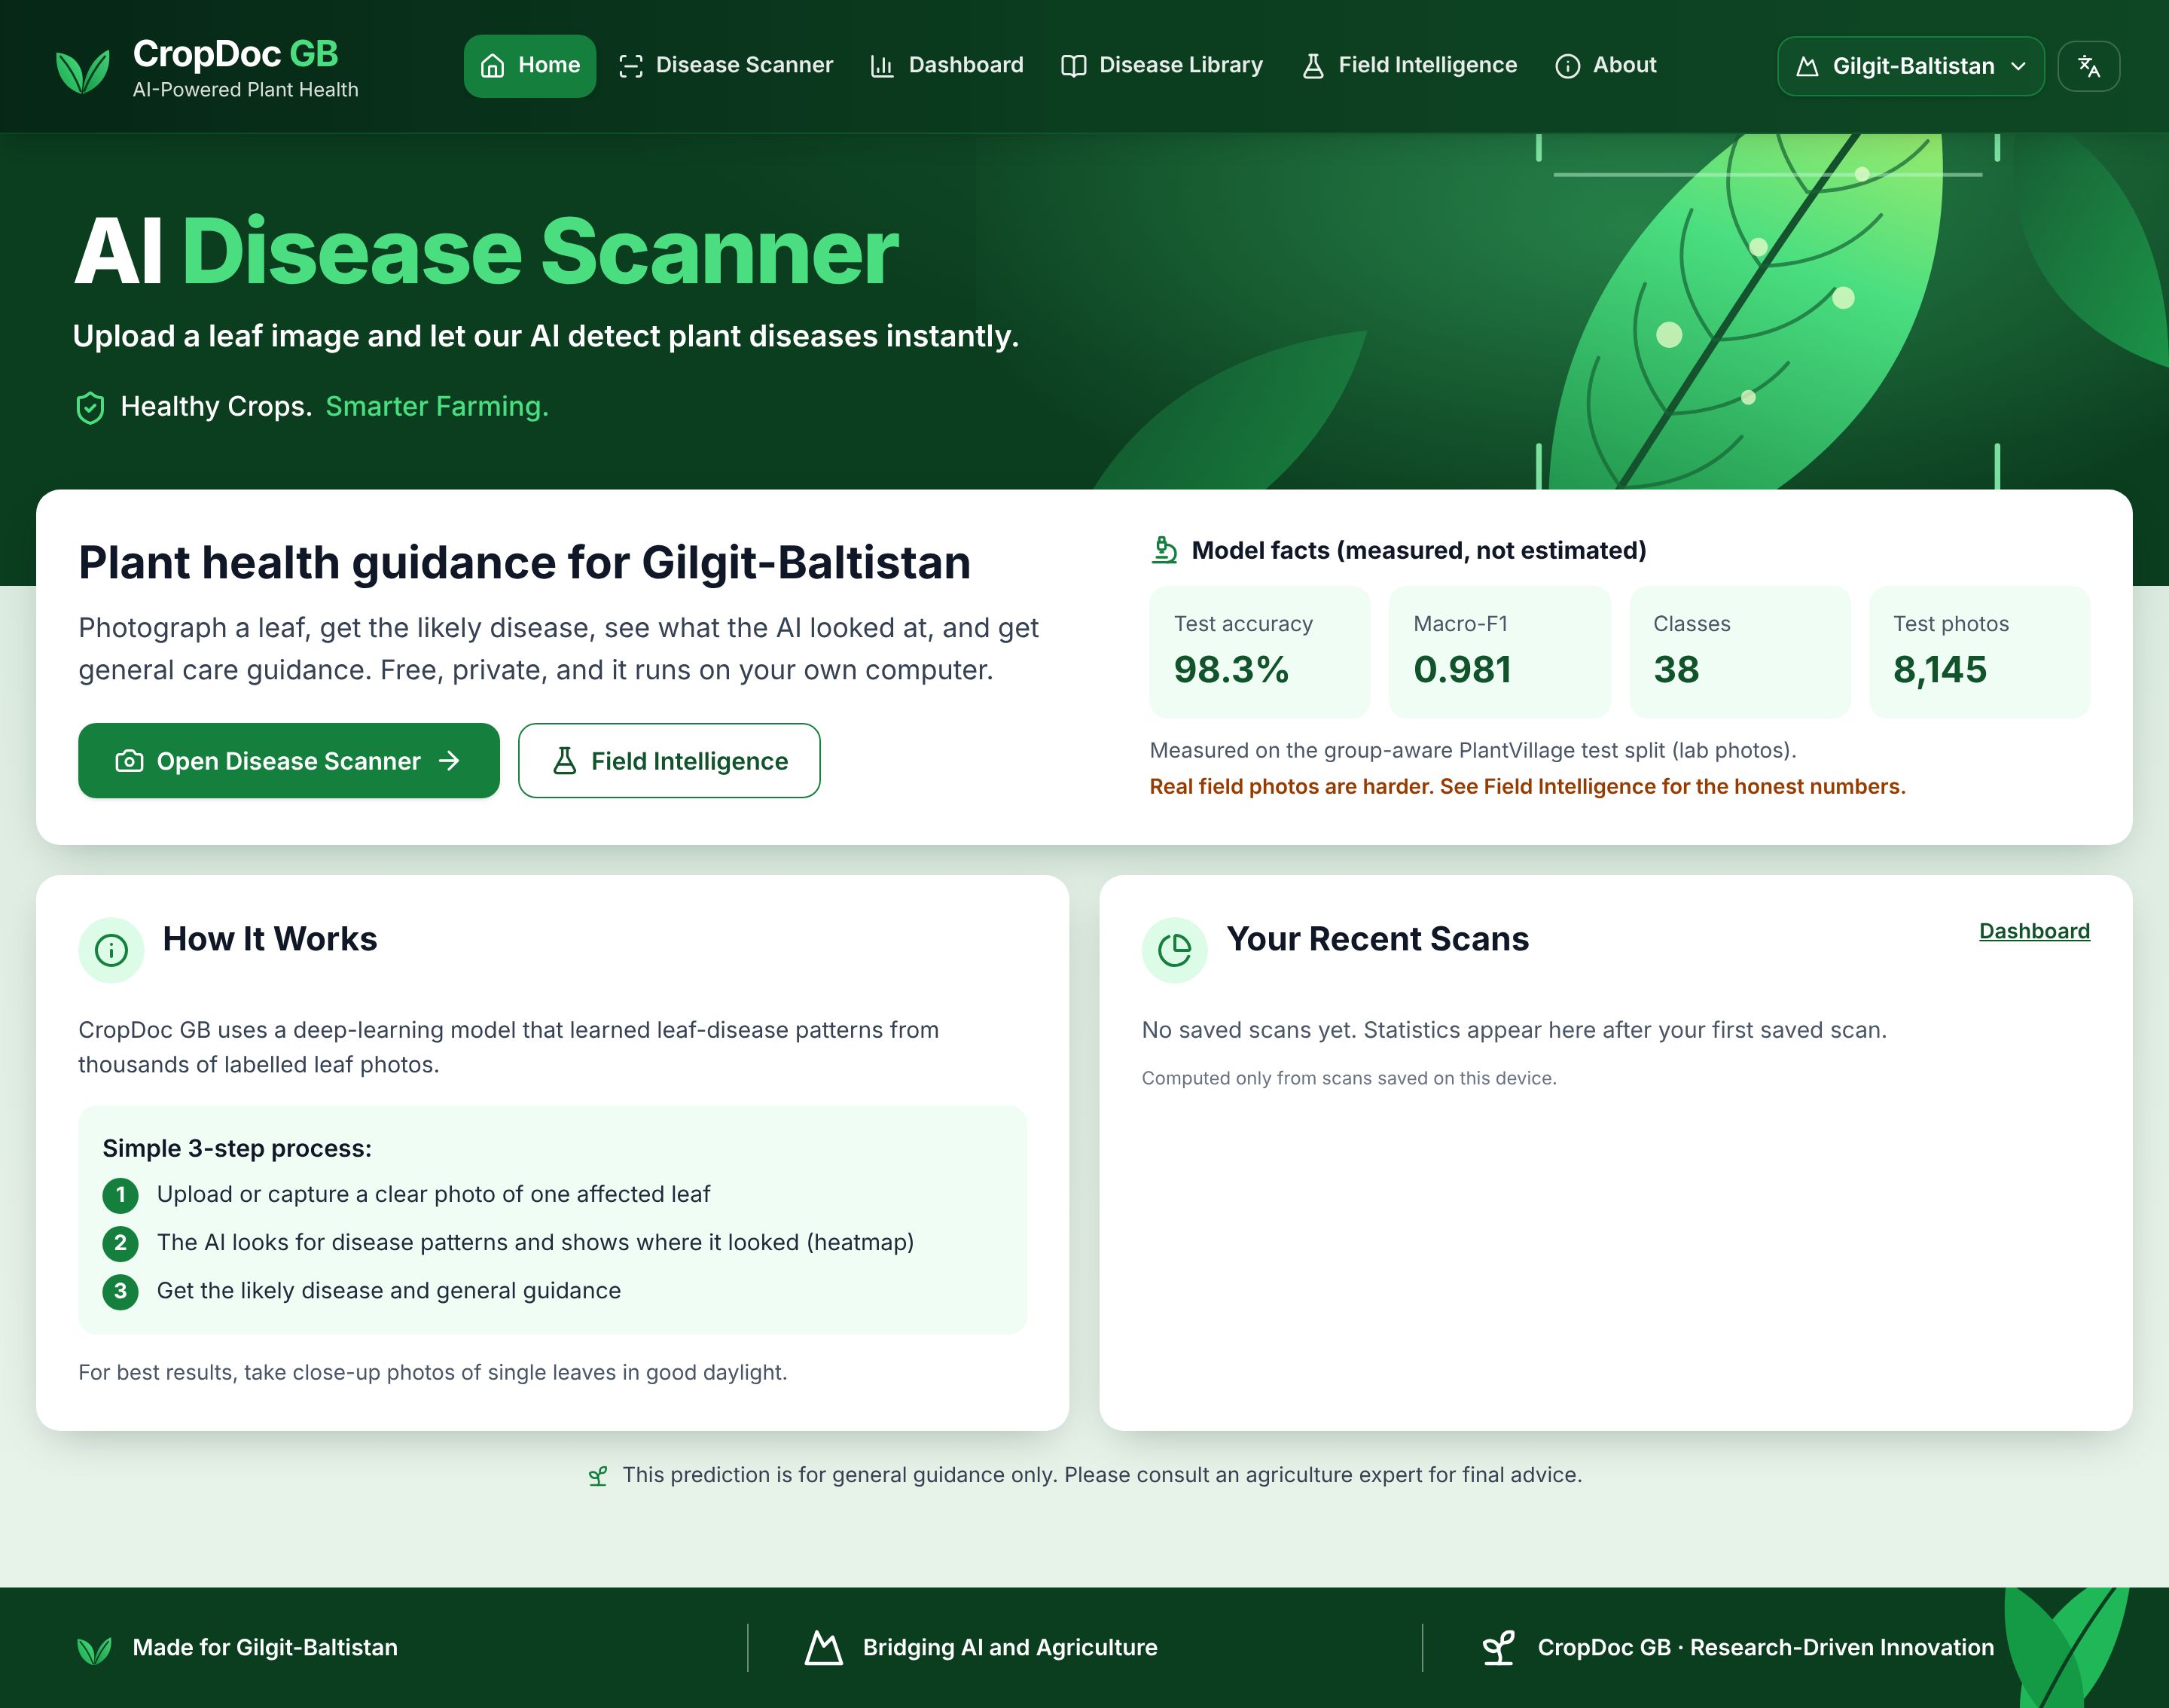 CropDoc GB
AI-Powered Plant Health
Home
Disease Scanner
Dashboard
Disease Library
Field Intelligence
About
Gilgit-Baltistan
AI Disease Scanner
Upload a leaf image and let our AI detect plant diseases instantly.
Healthy Crops. Smarter Farming.
Plant health guidance for Gilgit-Baltistan
Photograph a leaf, get the likely disease, see what the AI looked at, and get
general care guidance. Free, private, and it runs on your own computer.
Open Disease Scanner
Field Intelligence
Model facts (measured, not estimated)
Test accuracy
98.3%
Macro-F1
0.981
Classes
38
Test photos
8,145
Measured on the group-aware PlantVillage test split (lab photos).
Real field photos are harder. See Field Intelligence for the honest numbers.
How It Works
CropDoc GB uses a deep-learning model that learned leaf-disease patterns from
thousands of labelled leaf photos.
Simple 3-step process:
1 Upload or capture a clear photo of one affected leaf
2 The AI looks for disease patterns and shows where it looked (heatmap)
3 Get the likely disease and general guidance
For best results, take close-up photos of single leaves in good daylight.
Your Recent Scans
Dashboard
No saved scans yet. Statistics appear here after your first saved scan.
Computed only from scans saved on this device.
This prediction is for general guidance only. Please consult an agriculture expert for final advice.
Made for Gilgit-Baltistan
Bridging AI and Agriculture
CropDoc GB · Research-Driven Innovation